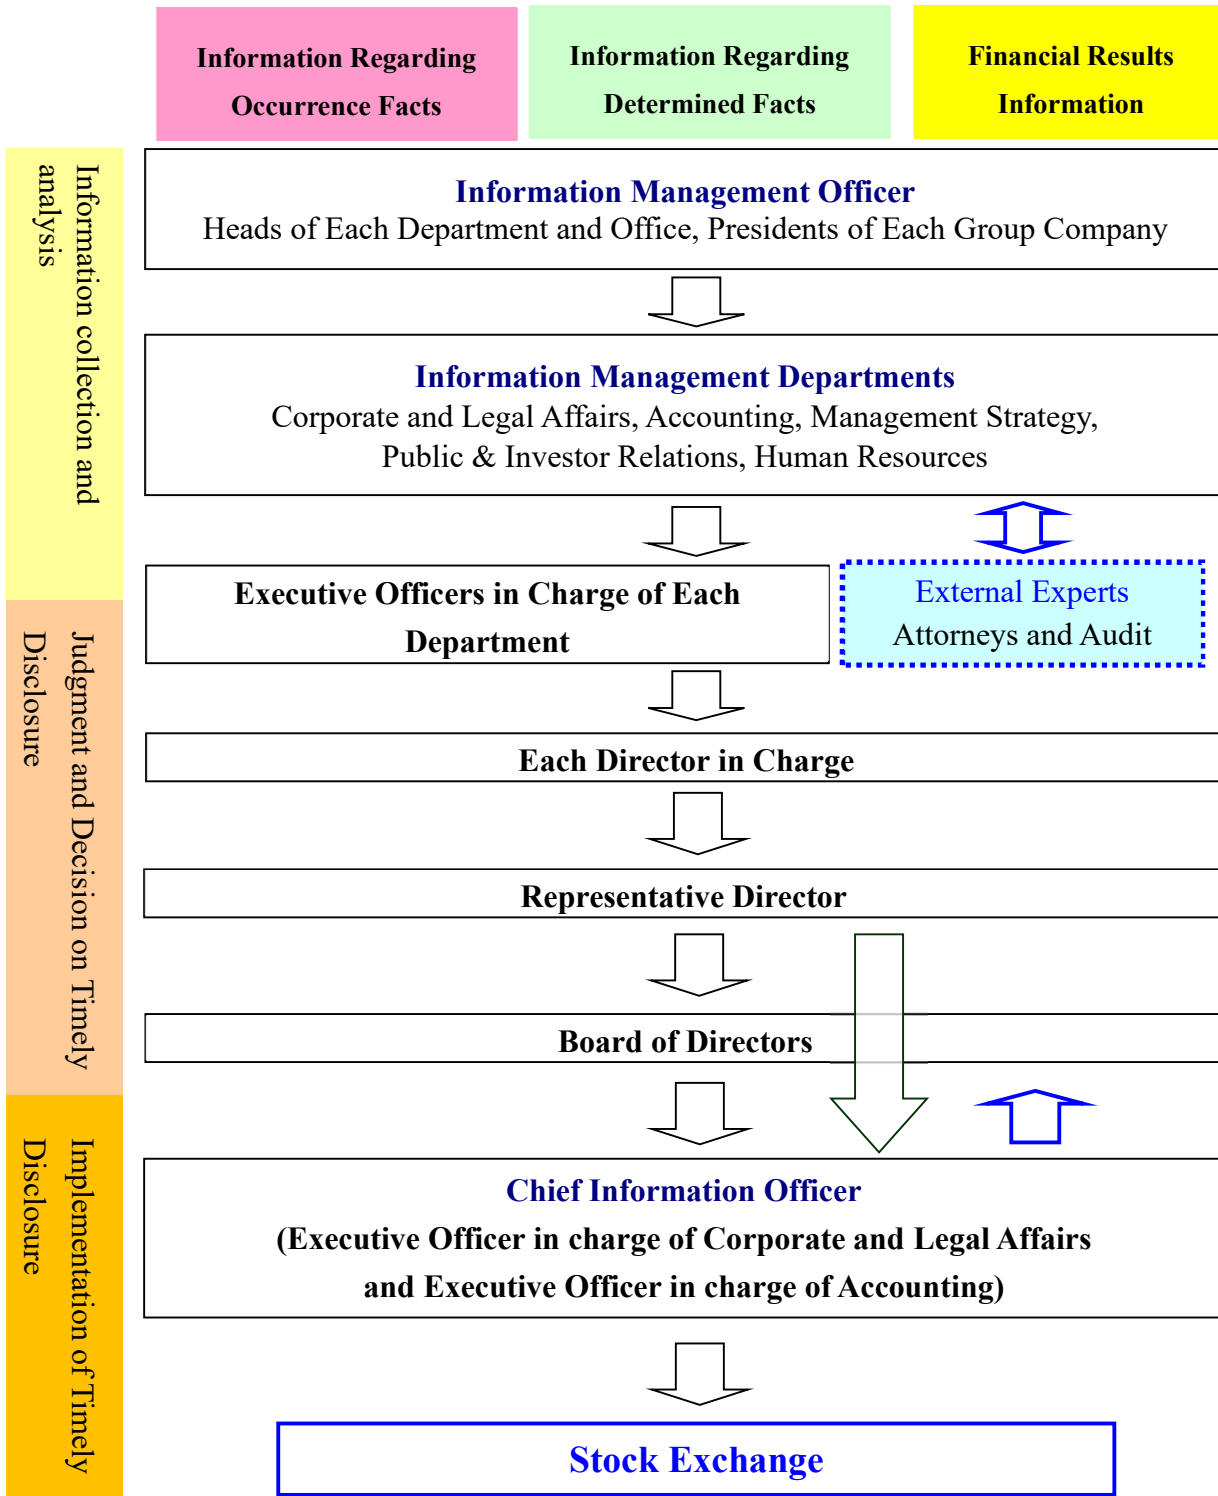 Information Regarding
Occurrence Facts
Information Regarding
Determined Facts
Financial Results
Information
Information collection and
analysis
Information Management Officer
Heads of Each Department and Office, Presidents of Each Group Company
Information Management Departments
Corporate and Legal Affairs, Accounting, Management Strategy,
Public & Investor Relations, Human Resources
Executive Officers in Charge of Each
Department
External Experts
Attorneys and Audit
Judgment and Decision on Timely
Disclosure
Each Director in Charge
Representative Director
Board of Directors
Implementation of Timely
Disclosure
Chief Information Officer
(Executive Officer in charge of Corporate and Legal Affairs
and Executive Officer in charge of Accounting)
Stock Exchange